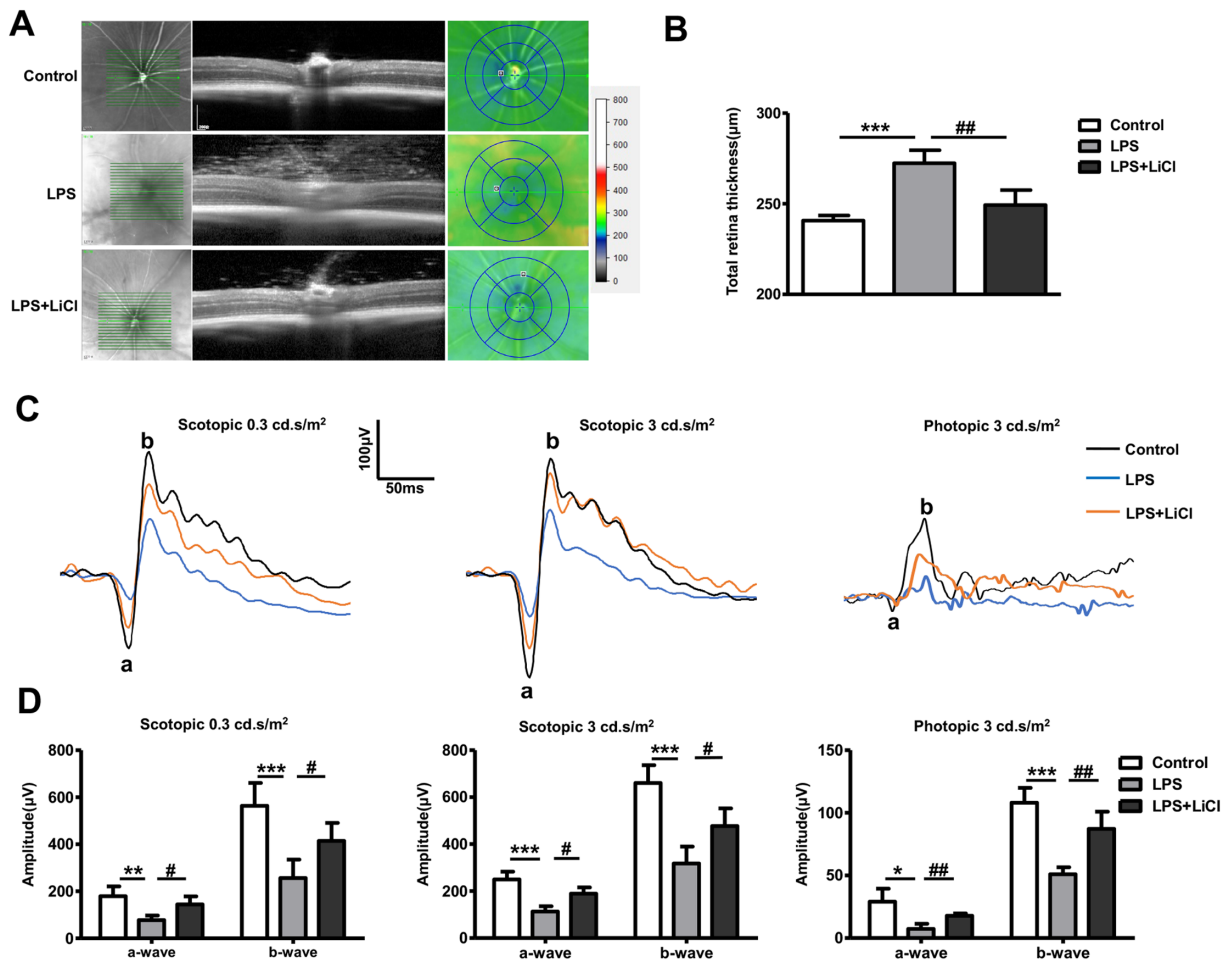 A
Control
LPS
LPS+LiCl
800
700
600
500
400
300
200
100
0
B
Total retina thickness(μm)
300
250
200
***
##
Control
LPS
LPS+LiCl
C
Scotopic 0.3 cd.s/m²
Scotopic 3 cd.s/m²
Photopic 3 cd.s/m²
100μV
50ms
b
a
b
a
b
a
Control
LPS
LPS+LiCl
D
Scotopic 0.3 cd.s/m²
Amplitude(μV)
800
600
400
200
0
**
#
***
#
a-wave
b-wave
Scotopic 3 cd.s/m²
Amplitude(μV)
800
600
400
200
0
***
#
***
#
a-wave
b-wave
Photopic 3 cd.s/m²
Amplitude(μV)
150
100
50
0
*
##
***
##
a-wave
b-wave
Control
LPS
LPS+LiCl